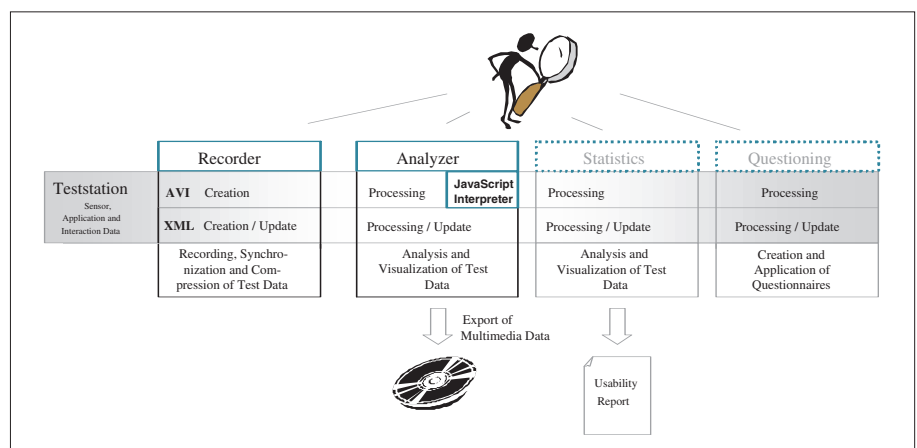 Recorder
Analyzer
Statistics
Questioning
Teststation
Sensor,
Application and
Interaction Data
AVI Creation
Processing
JavaScript
Interpreter
Processing
Processing
XML Creation / Update
Processing / Update
Processing / Update
Processing / Update
Recording, Synchro-
nization and Com-
pression of Test Data
Analysis and
Visualization of Test
Data
Analysis and
Visualization of Test
Data
Creation and
Application of
Questionnaires
Export of
Multimedia Data
Usability
Report